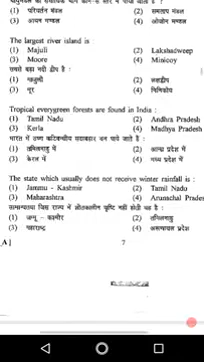 (1) परिवर्तन मंडल (2) समताप मंडल
(3) आयन मण्डल (4) ओजोन मण्डल
The largest river island is
(1) Majuli (2) Lakshadweep
(3) Moore (4) Minicoy
सबसे बड़ा नदी द्वीप है :
(1) माजुली (2) लक्षद्वीप
(3) मूर (4) मिनिकोय
Tropical evergreen forests are found in India :
(1) Tamil Nadu (2) Andhra Pradesh
(3) Kerla (4) Madhya Pradesh
भारत में उष्ण कटिबन्धीय सदाबहार वन पाये जाते हैं :
(1) तमिलनाडु में (2) आन्ध्र प्रदेश में
(3) केरल में (4) मध्य प्रदेश में
The state which usually does not receive winter rainfall is :
(1) Jammu - Kashmir (2) Tamil Nadu
(3) Maharashtra (4) Arunachal Prades
सामान्यतया जिस राज्य में शीतकालीन वृष्टि नहीं होती वह है :
(1) जम्मू - काश्मीर (2) तमिलनाडु
(3) महाराष्ट्र (4) अरूणाचल प्रदेश
A] 7